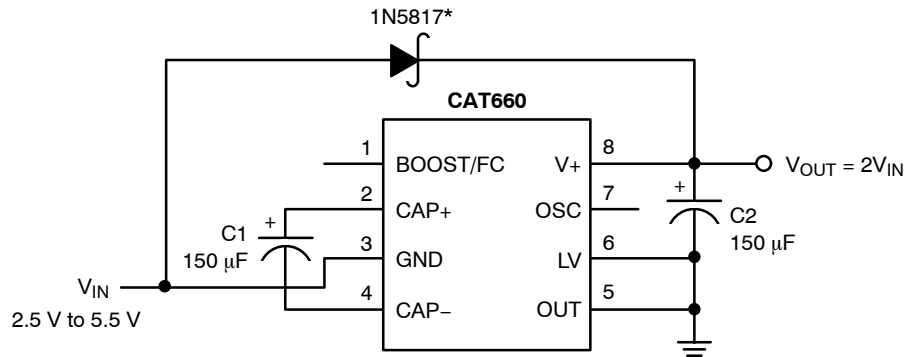 1N5817*
CAT660
1
BOOST/FC
V+
8
VOUT = 2VIN
2
CAP+
OSC
7
+
C1
150 μF
+
C2
150 μF
3
GND
LV
6
4
CAP−
OUT
5
VIN
2.5 V to 5.5 V